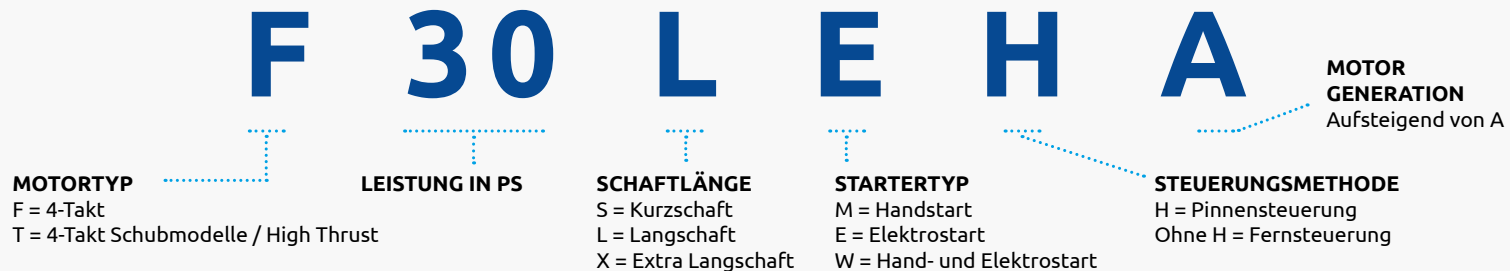 F 30 L E H A
MOTOR
GENERATION
Aufsteigend von A
MOTORTYP
F = 4-Takt
T = 4-Takt Schubmodelle / High Thrust
LEISTUNG IN PS
SCHAFTLÄNGE
S = Kurzschaft
L = Langschaft
X = Extra Langschaft
STARTERTYP
M = Handstart
E = Elektrostart
W = Hand- und Elektrostart
STEUERUNGSMETHODE
H = Pinnensteuerung
Ohne H = Fernsteuerung